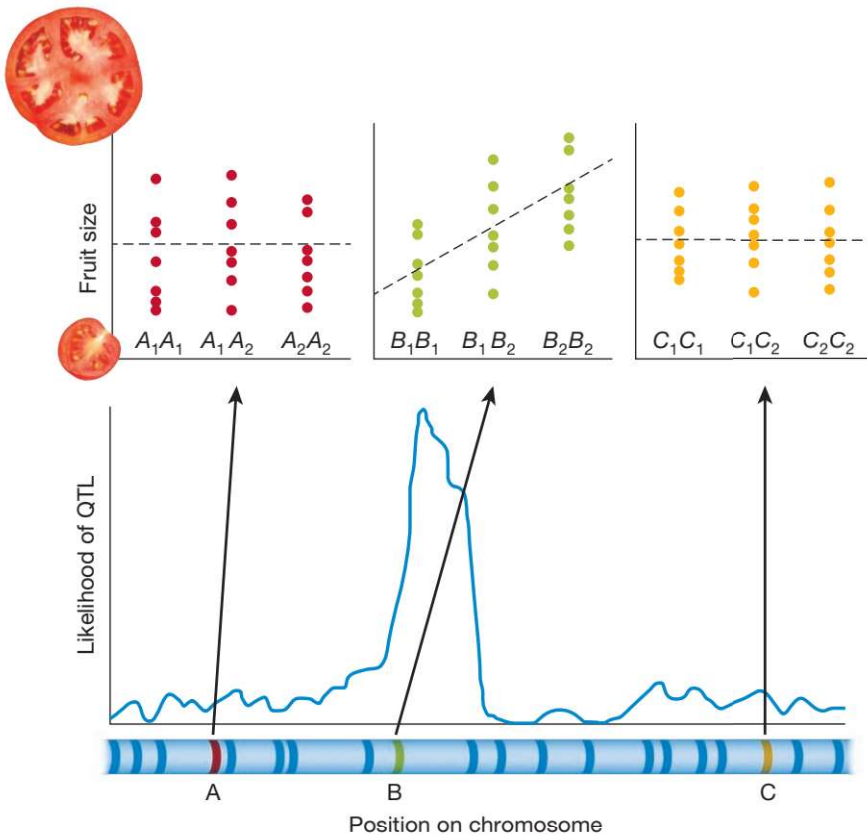 Fruit size
A₁A₁ A₁A₂ A₂A₂
B₁B₁ B₁B₂ B₂B₂
C₁C₁ C₁C₂ C₂C₂
Likelihood of QTL
A B C
Position on chromosome